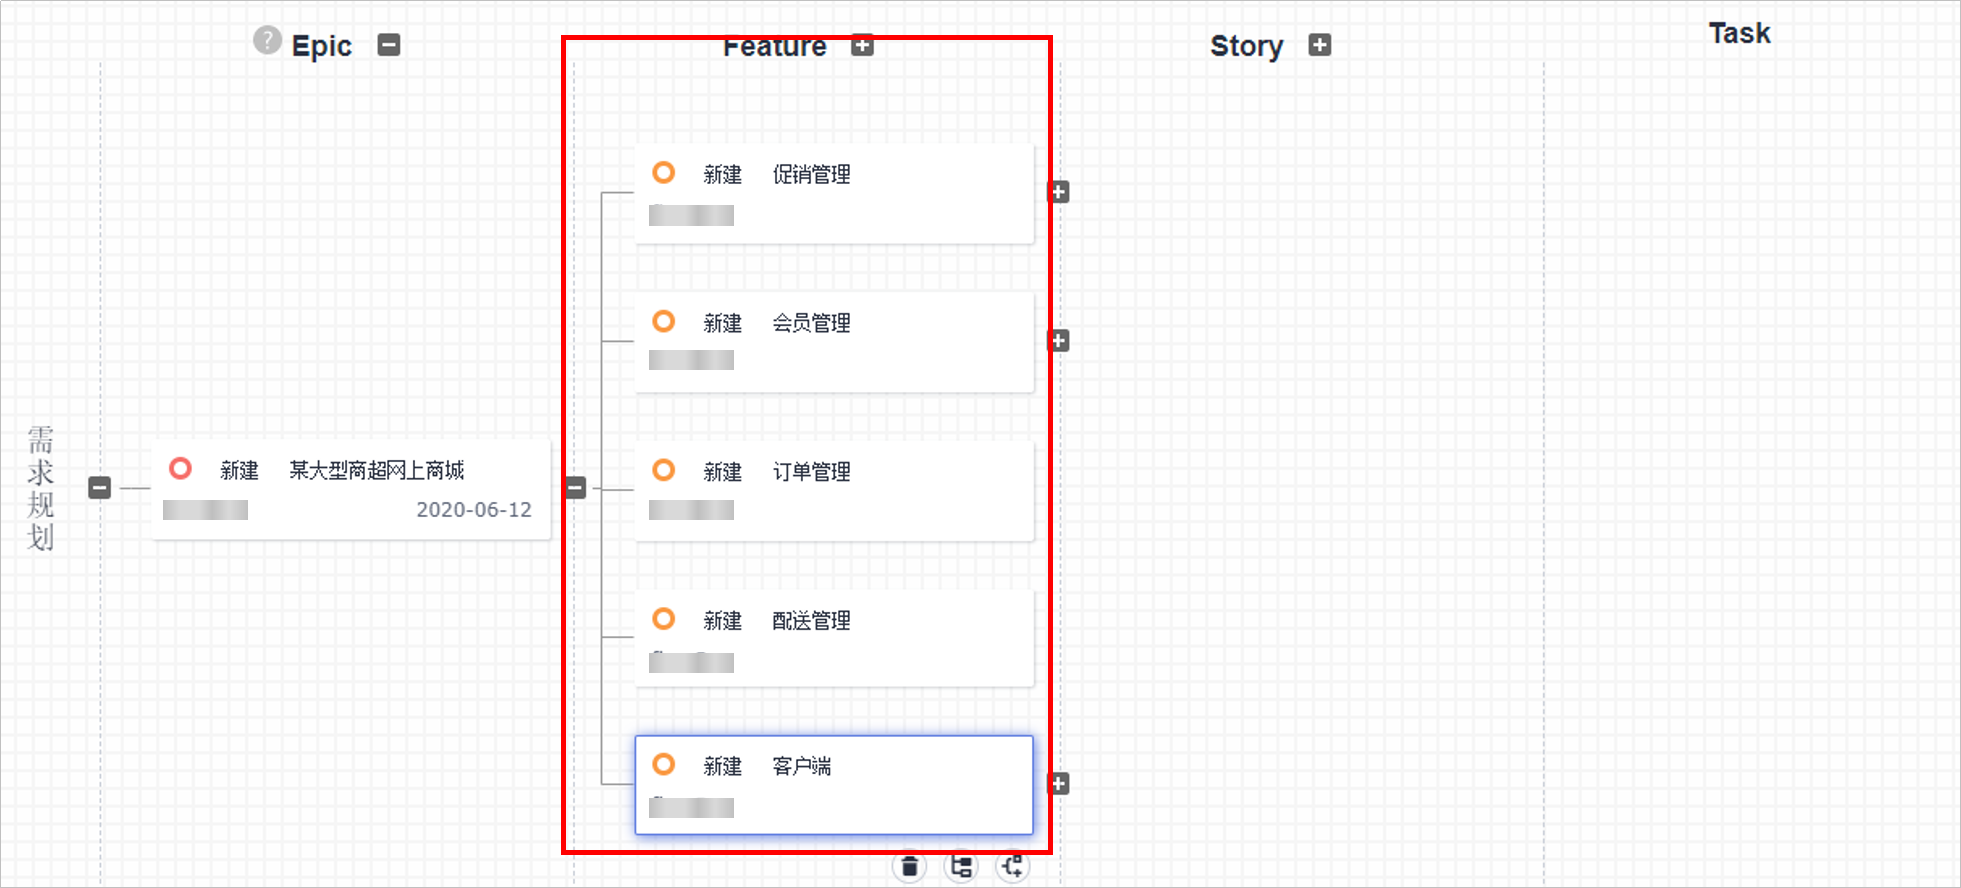 Epic
Feature
Story
Task
需求规划
新建 某大型商超网上商城
2020-06-12
新建 促销管理
新建 会员管理
新建 订单管理
新建 配送管理
新建 客户端